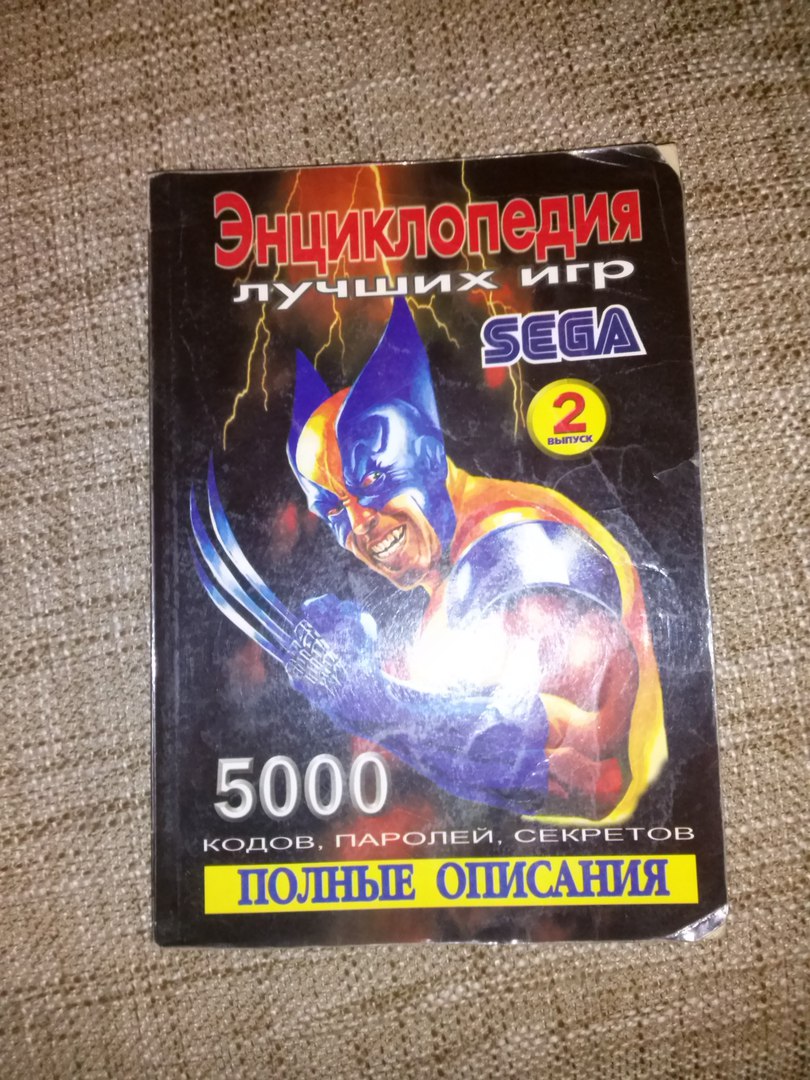 Энциклопедия
лучших игр
SEGA
2
ВЫПУСК
5000
КОДОВ, ПАРОЛЕЙ, СЕКРЕТОВ
ПОЛНЫЕ ОПИСАНИЯ